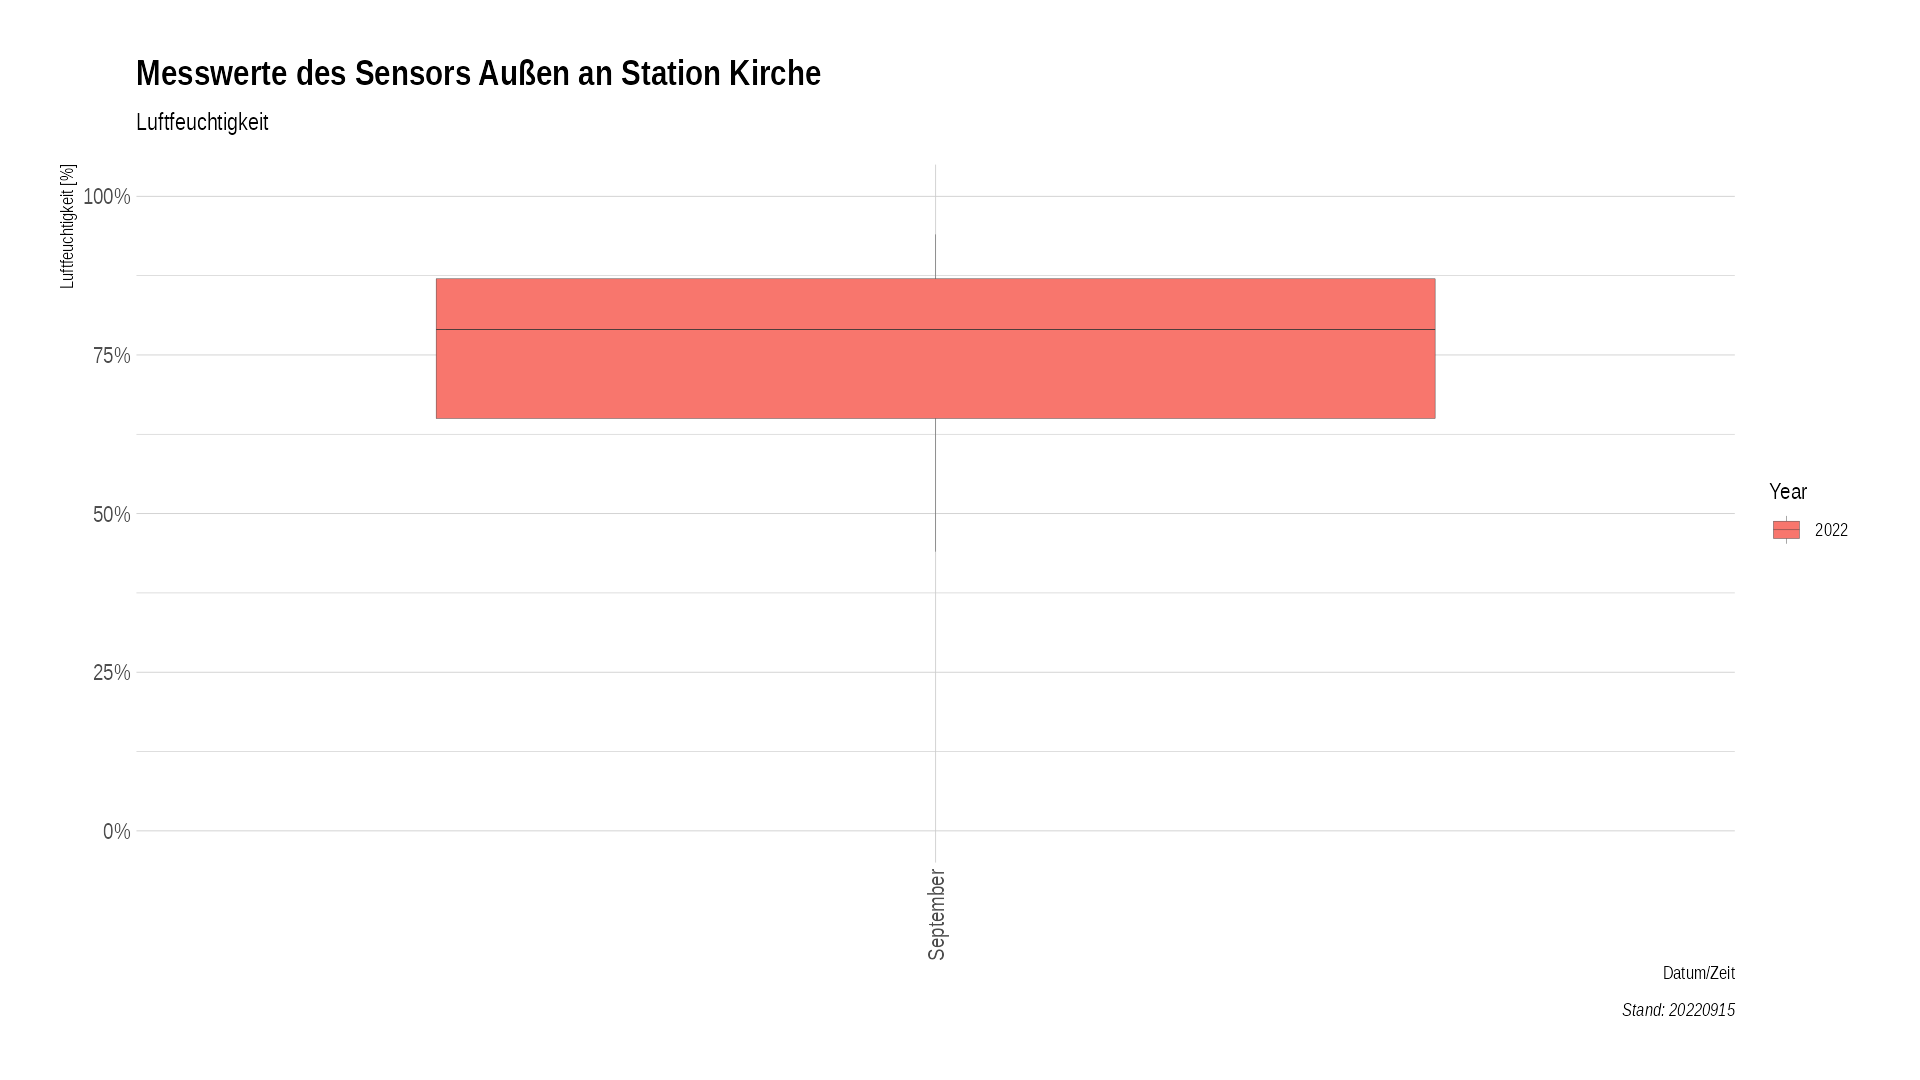 Messwerte des Sensors Außen an Station Kirche
Luftfeuchtigkeit
Luftfeuchtigkeit [%]
100%
75%
50%
25%
0%
September
Datum/Zeit
Stand: 20220915
Year
2022